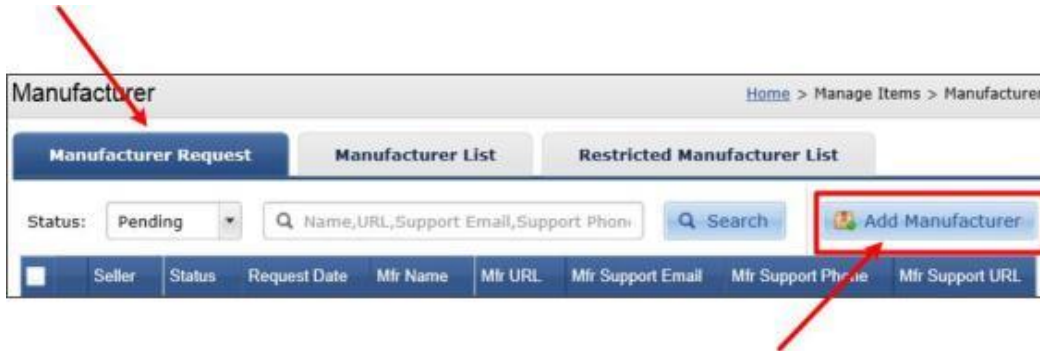 Manufacturer
Home > Manage Items > Manufacturer
Manufacturer Request Manufacturer List Restricted Manufacturer List
Status: Pending Name,URL,Support Email,Support Phon Search Add Manufacturer
Seller Status Request Date Mfr Name Mfr URL Mfr Support Email Mfr Support Phone Mfr Support URL